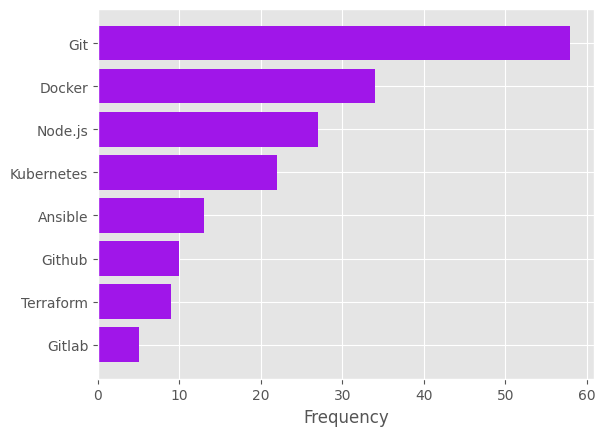 Git
Docker
Node.js
Kubernetes
Ansible
Github
Terraform
Gitlab
0 10 20 30 40 50 60
Frequency